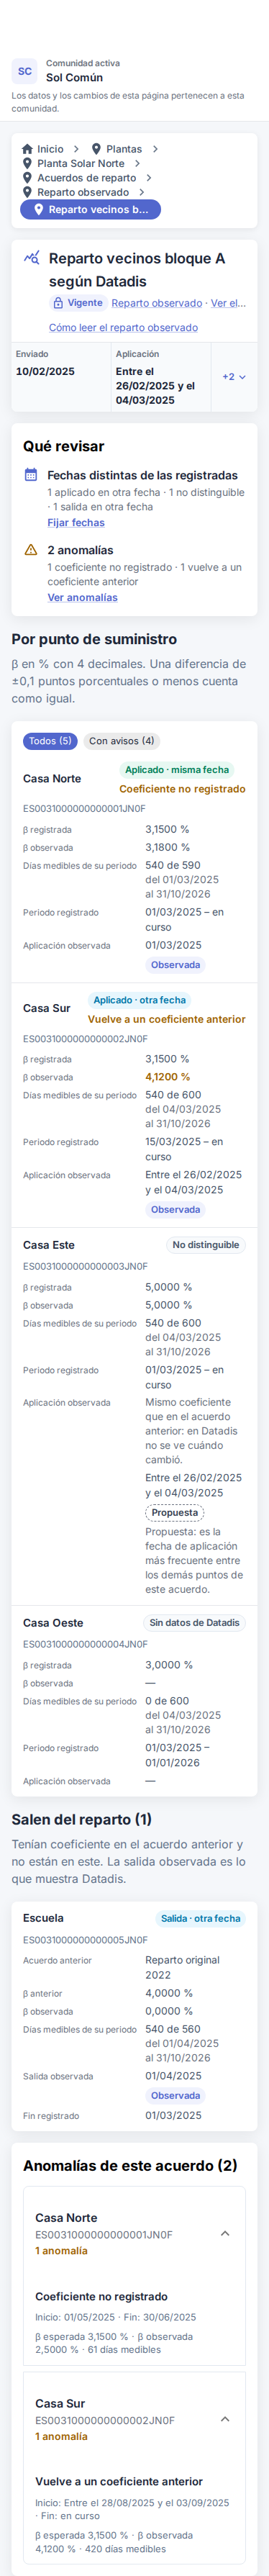 SC
Comunidad activa
Sol Común
Los datos y los cambios de esta página pertenecen a esta
comunidad.
Inicio
Plantas
Planta Solar Norte
Acuerdos de reparto
Reparto observado
Reparto vecinos b...
Reparto vecinos bloque A
según Datadis
Vigente
Reparto observado · Ver el...
Cómo leer el reparto observado
Enviado
10/02/2025
Aplicación
Entre el
26/02/2025 y el
04/03/2025
+2
Qué revisar
Fechas distintas de las registradas
1 aplicado en otra fecha · 1 no distinguible
· 1 salida en otra fecha
Fijar fechas
2 anomalías
1 coeficiente no registrado · 1 vuelve a un
coeficiente anterior
Ver anomalías
Por punto de suministro
β en % con 4 decimales. Una diferencia de
±0,1 puntos porcentuales o menos cuenta
como igual.
Todos (5)
Con avisos (4)
Casa Norte
Aplicado · misma fecha
Coeficiente no registrado
ES0031000000000001JN0F
β registrada
3,1500 %
β observada
3,1800 %
Días medibles de su periodo
540 de 590
del 01/03/2025
al 31/10/2026
Periodo registrado
01/03/2025 – en
curso
Aplicación observada
01/03/2025
Observada
Casa Sur
Aplicado · otra fecha
Vuelve a un coeficiente anterior
ES0031000000000002JN0F
β registrada
3,1500 %
β observada
4,1200 %
Días medibles de su periodo
540 de 600
del 04/03/2025
al 31/10/2026
Periodo registrado
15/03/2025 – en
curso
Aplicación observada
Entre el 26/02/2025
y el 04/03/2025
Observada
Casa Este
No distinguible
ES0031000000000003JN0F
β registrada
5,0000 %
β observada
5,0000 %
Días medibles de su periodo
540 de 600
del 04/03/2025
al 31/10/2026
Periodo registrado
01/03/2025 – en
curso
Aplicación observada
Mismo coeficiente
que en el acuerdo
anterior: en Datadis
no se ve cuándo
cambió.
Entre el 26/02/2025
y el 04/03/2025
Propuesta
Propuesta: es la
fecha de aplicación
más frecuente entre
los demás puntos de
este acuerdo.
Casa Oeste
Sin datos de Datadis
ES0031000000000004JN0F
β registrada
3,0000 %
β observada
—
Días medibles de su periodo
0 de 600
del 04/03/2025
al 31/10/2026
Periodo registrado
01/03/2025 –
01/01/2026
Aplicación observada
—
Salen del reparto (1)
Tenían coeficiente en el acuerdo anterior y
no están en este. La salida observada es lo
que muestra Datadis.
Escuela
Salida · otra fecha
ES0031000000000005JN0F
Acuerdo anterior
Reparto original
2022
β anterior
4,0000 %
β observada
0,0000 %
Días medibles de su periodo
540 de 560
del 01/04/2025
al 31/10/2026
Salida observada
01/04/2025
Observada
Fin registrado
01/03/2025
Anomalías de este acuerdo (2)
Casa Norte
ES0031000000000001JN0F
1 anomalía
Coeficiente no registrado
Inicio: 01/05/2025 · Fin: 30/06/2025
β esperada 3,1500 % · β observada
2,5000 % · 61 días medibles
Casa Sur
ES0031000000000002JN0F
1 anomalía
Vuelve a un coeficiente anterior
Inicio: Entre el 28/08/2025 y el 03/09/2025
· Fin: en curso
β esperada 3,1500 % · β observada
4,1200 % · 420 días medibles